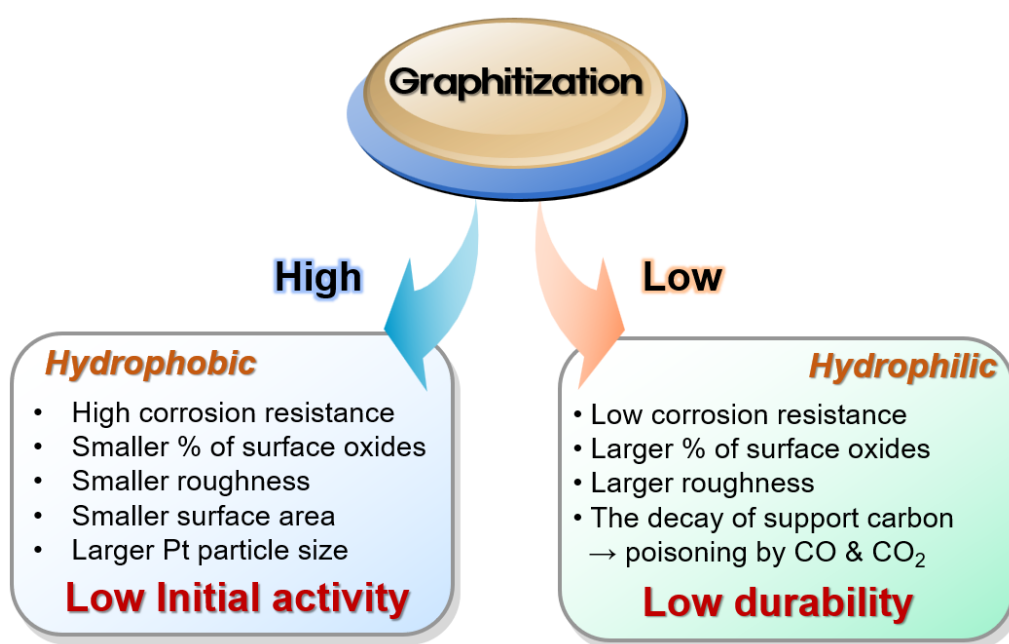 Graphitization
High
Low
Hydrophobic
• High corrosion resistance
• Smaller % of surface oxides
• Smaller roughness
• Smaller surface area
• Larger Pt particle size
Low Initial activity
Hydrophilic
• Low corrosion resistance
• Larger % of surface oxides
• Larger roughness
• The decay of support carbon
→ poisoning by CO & CO₂
Low durability